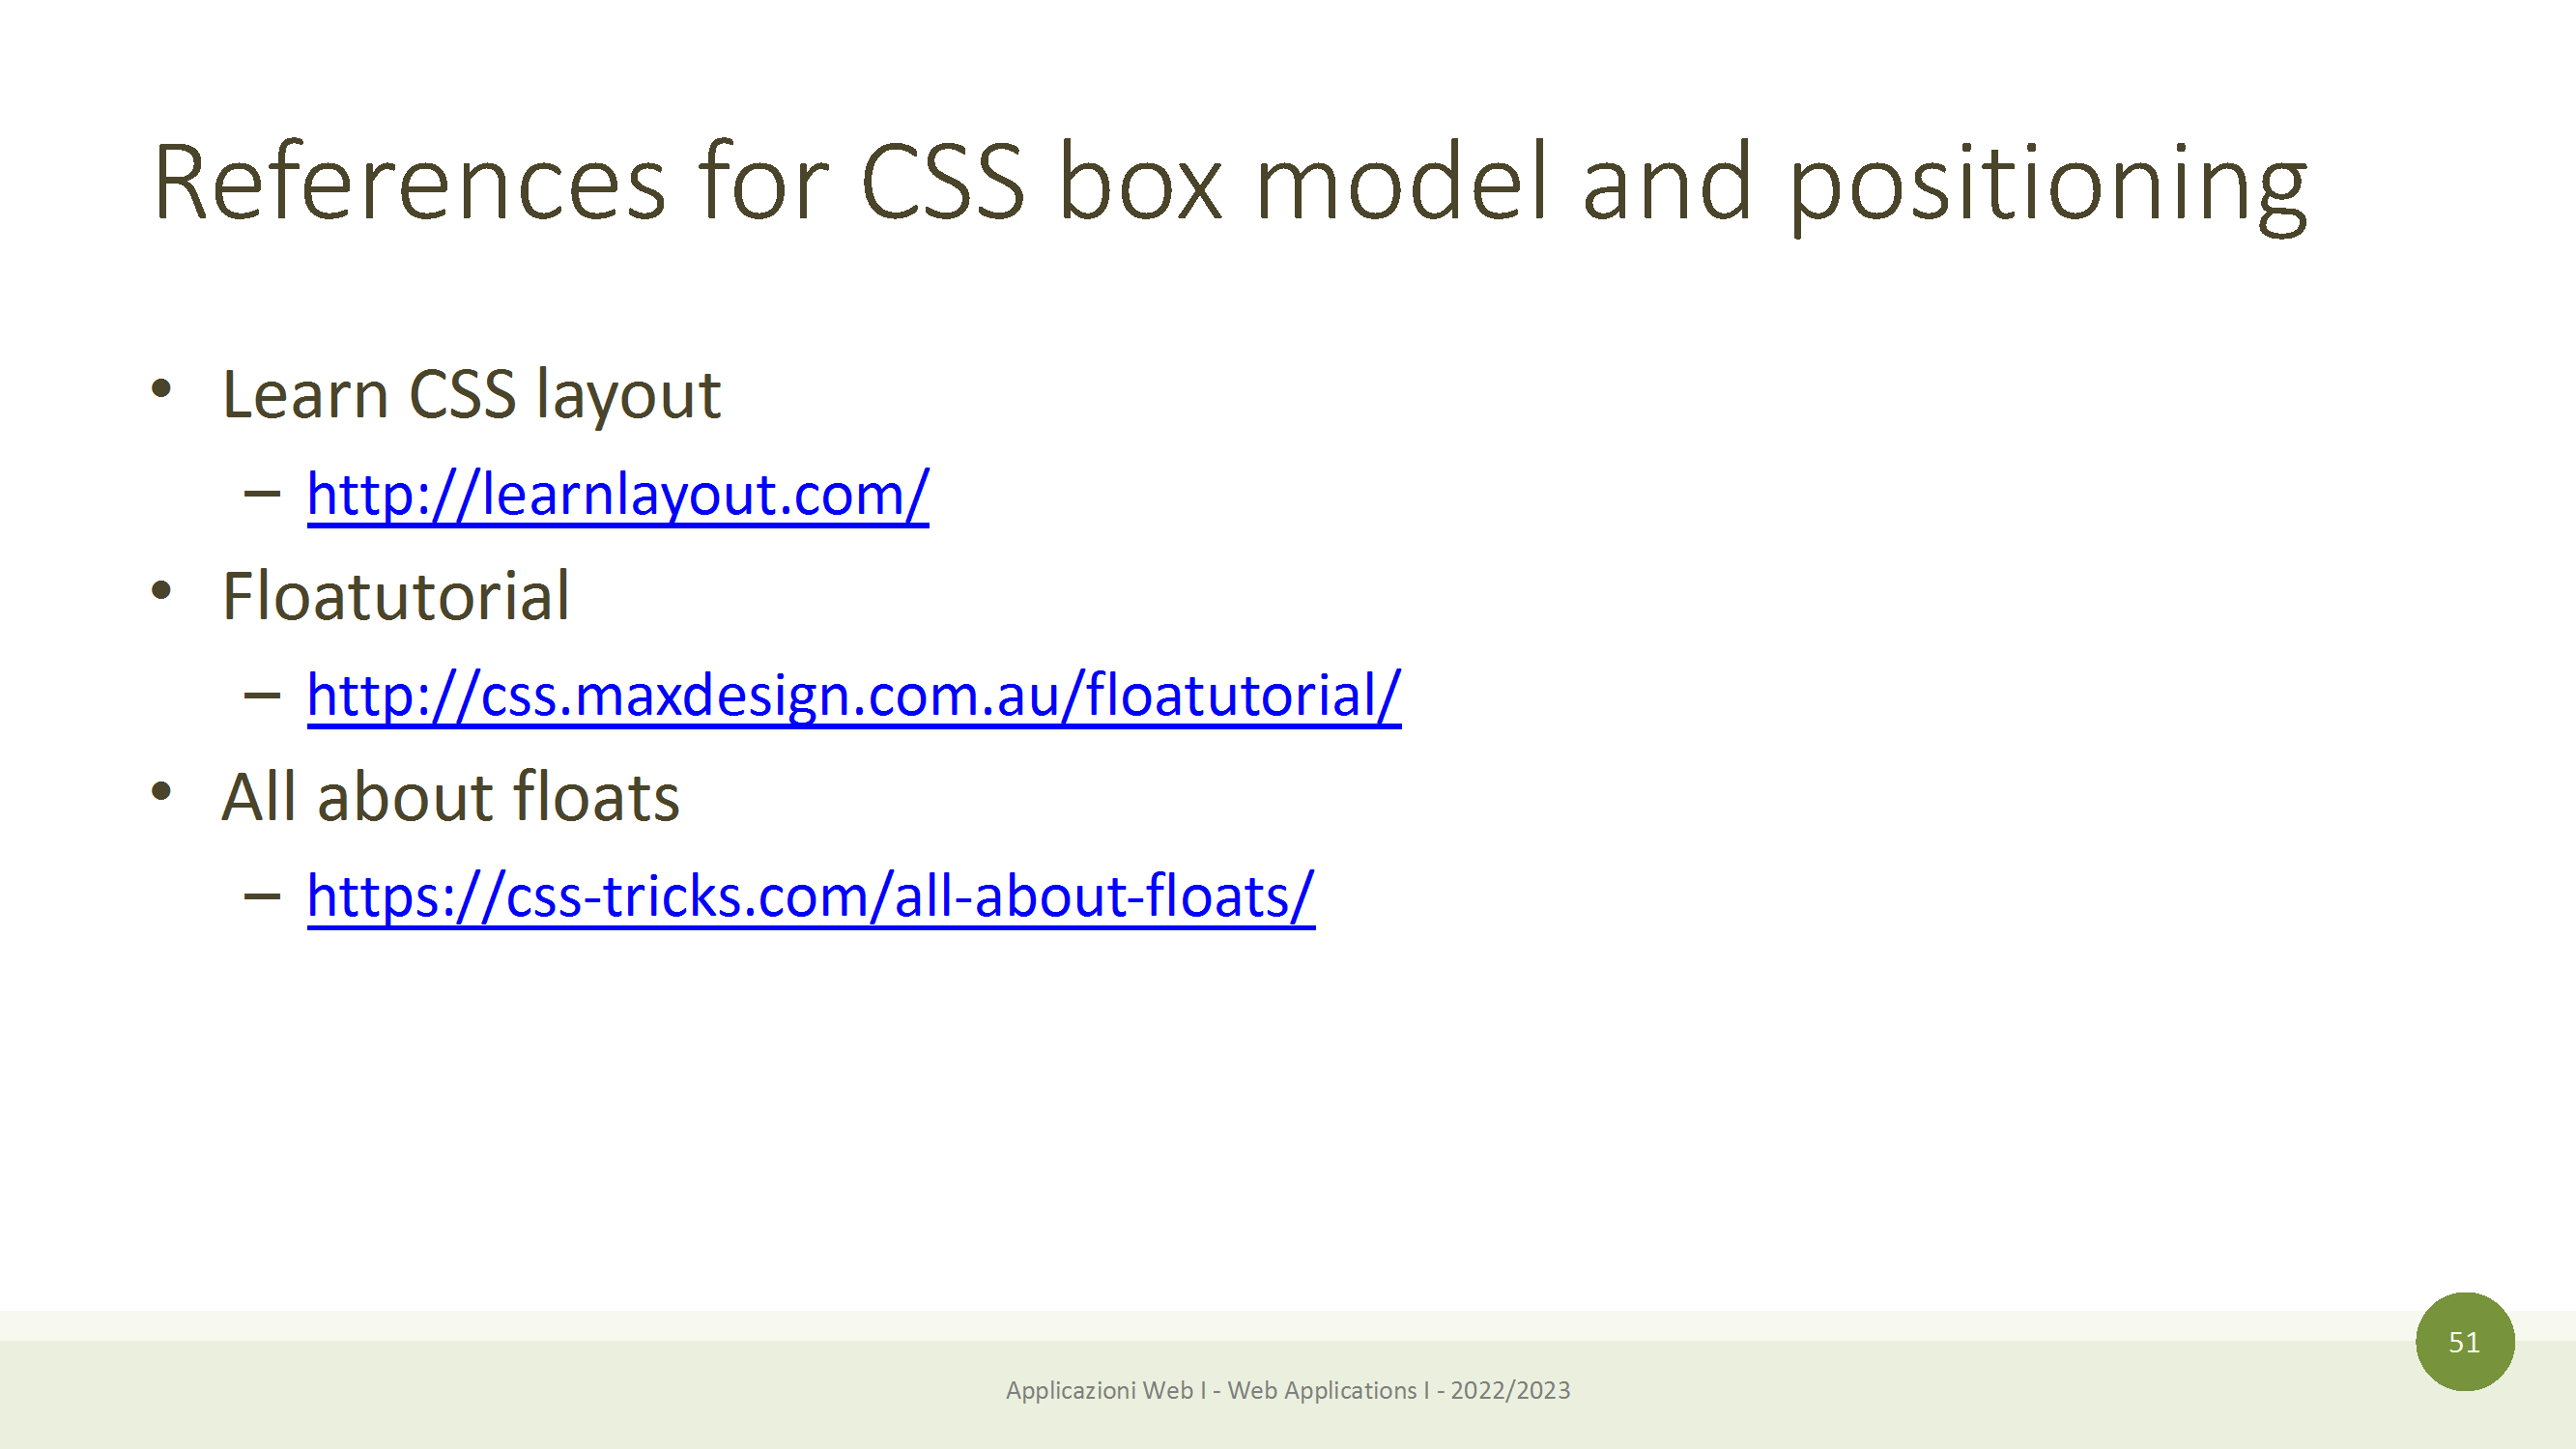 References for CSS box model and positioning
• Learn CSS layout
– http://learnlayout.com/
• Floatutorial
– http://css.maxdesign.com.au/floatutorial/
• All about floats
– https://css-tricks.com/all-about-floats/
51
Applicazioni Web I - Web Applications I - 2022/2023